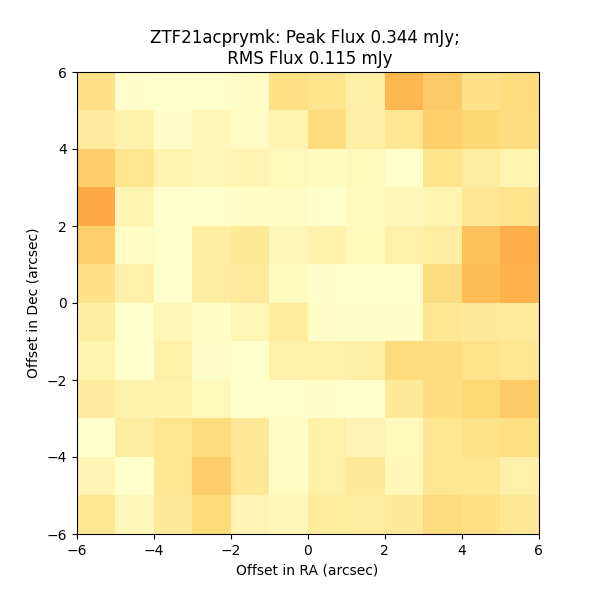 ZTF21acprymk: Peak Flux 0.344 mJy;
RMS Flux 0.115 mJy
6
4
2
0
−2
−4
−6
Offset in Dec (arcsec)
−6 −4 −2 0 2 4 6
Offset in RA (arcsec)